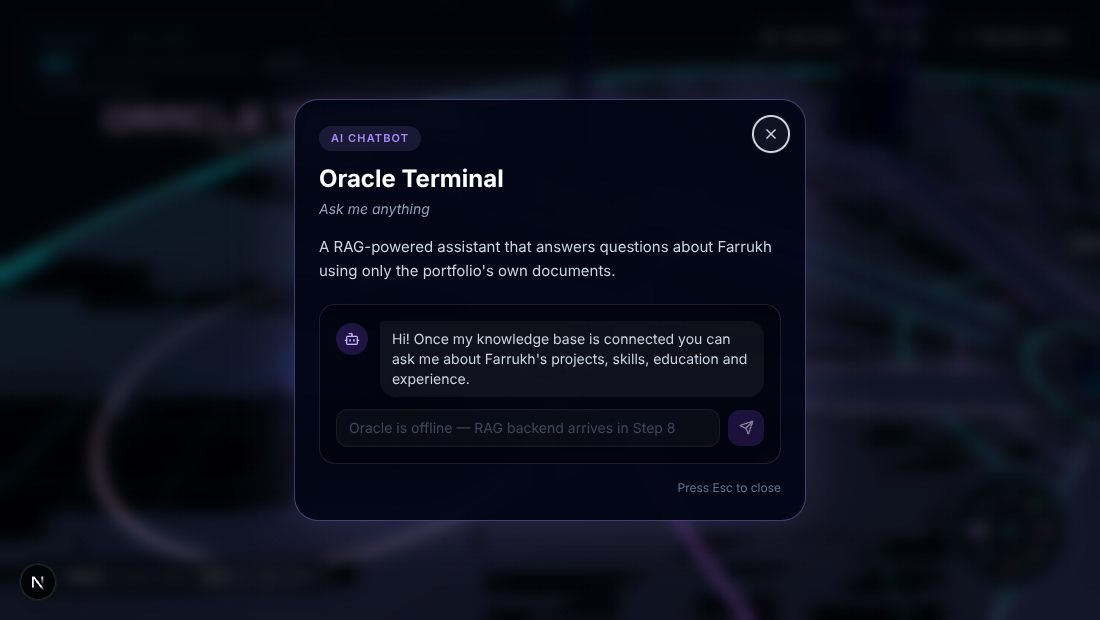 AI CHATBOT
Oracle Terminal
Ask me anything
A RAG-powered assistant that answers questions about Farrukh
using only the portfolio's own documents.
Hi! Once my knowledge base is connected you can
ask me about Farrukh's projects, skills, education and
experience.
Oracle is offline — RAG backend arrives in Step 8
Press Esc to close
N